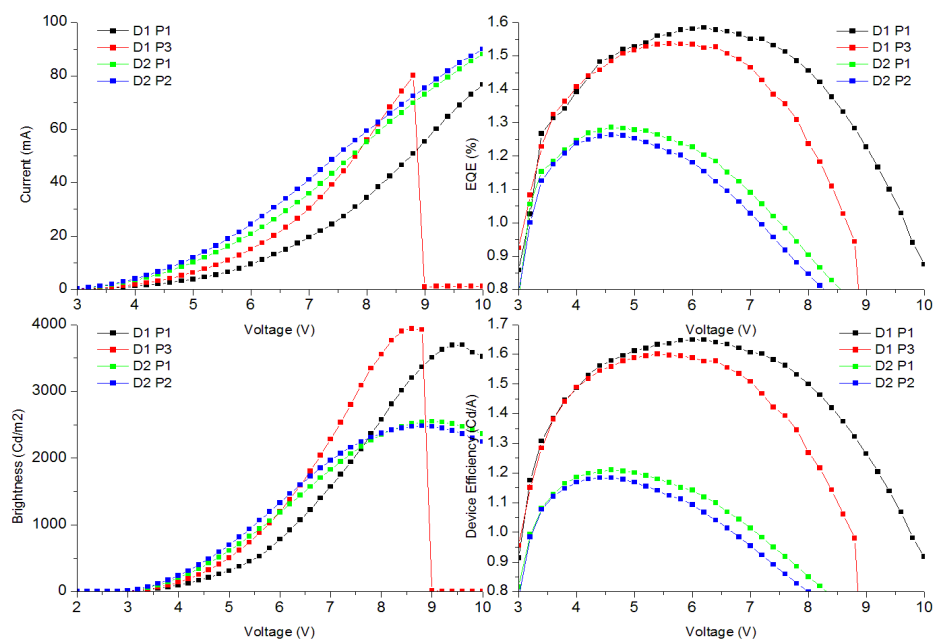 100
80
60
40
20
0
Current (mA)
D1 P1
D1 P3
D2 P1
D2 P2
3 4 5 6 7 8 9 10
Voltage (V)
1.6
1.5
1.4
1.3
1.2
1.1
1.0
0.9
0.8
EQE (%)
D1 P1
D1 P3
D2 P1
D2 P2
3 4 5 6 7 8 9 10
Voltage (V)
4000
3000
2000
1000
0
Brightness (Cd/m2)
D1 P1
D1 P3
D2 P1
D2 P2
2 3 4 5 6 7 8 9 10
Voltage (V)
1.7
1.6
1.5
1.4
1.3
1.2
1.1
1.0
0.9
0.8
Device Efficiency (Cd/A)
D1 P1
D1 P3
D2 P1
D2 P2
3 4 5 6 7 8 9 10
Voltage (V)